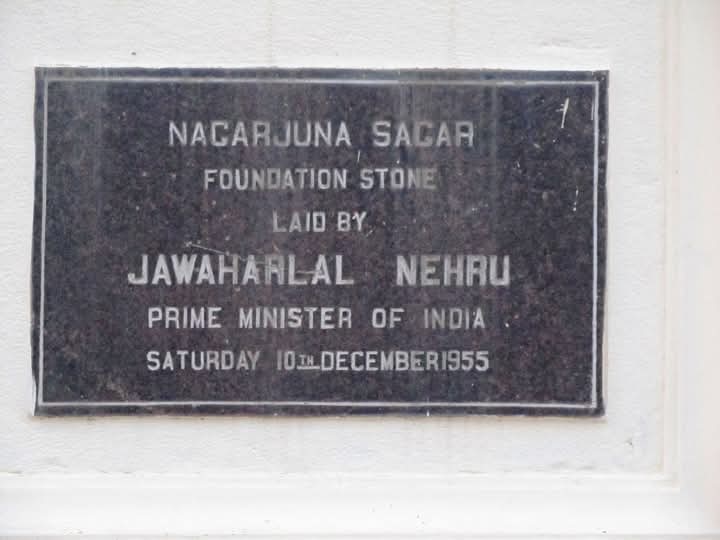 NAGARJUNA SAGAR
FOUNDATION STONE
LAID BY
JAWAHARLAL NEHRU
PRIME MINISTER OF INDIA
SATURDAY 10TH DECEMBER 1955